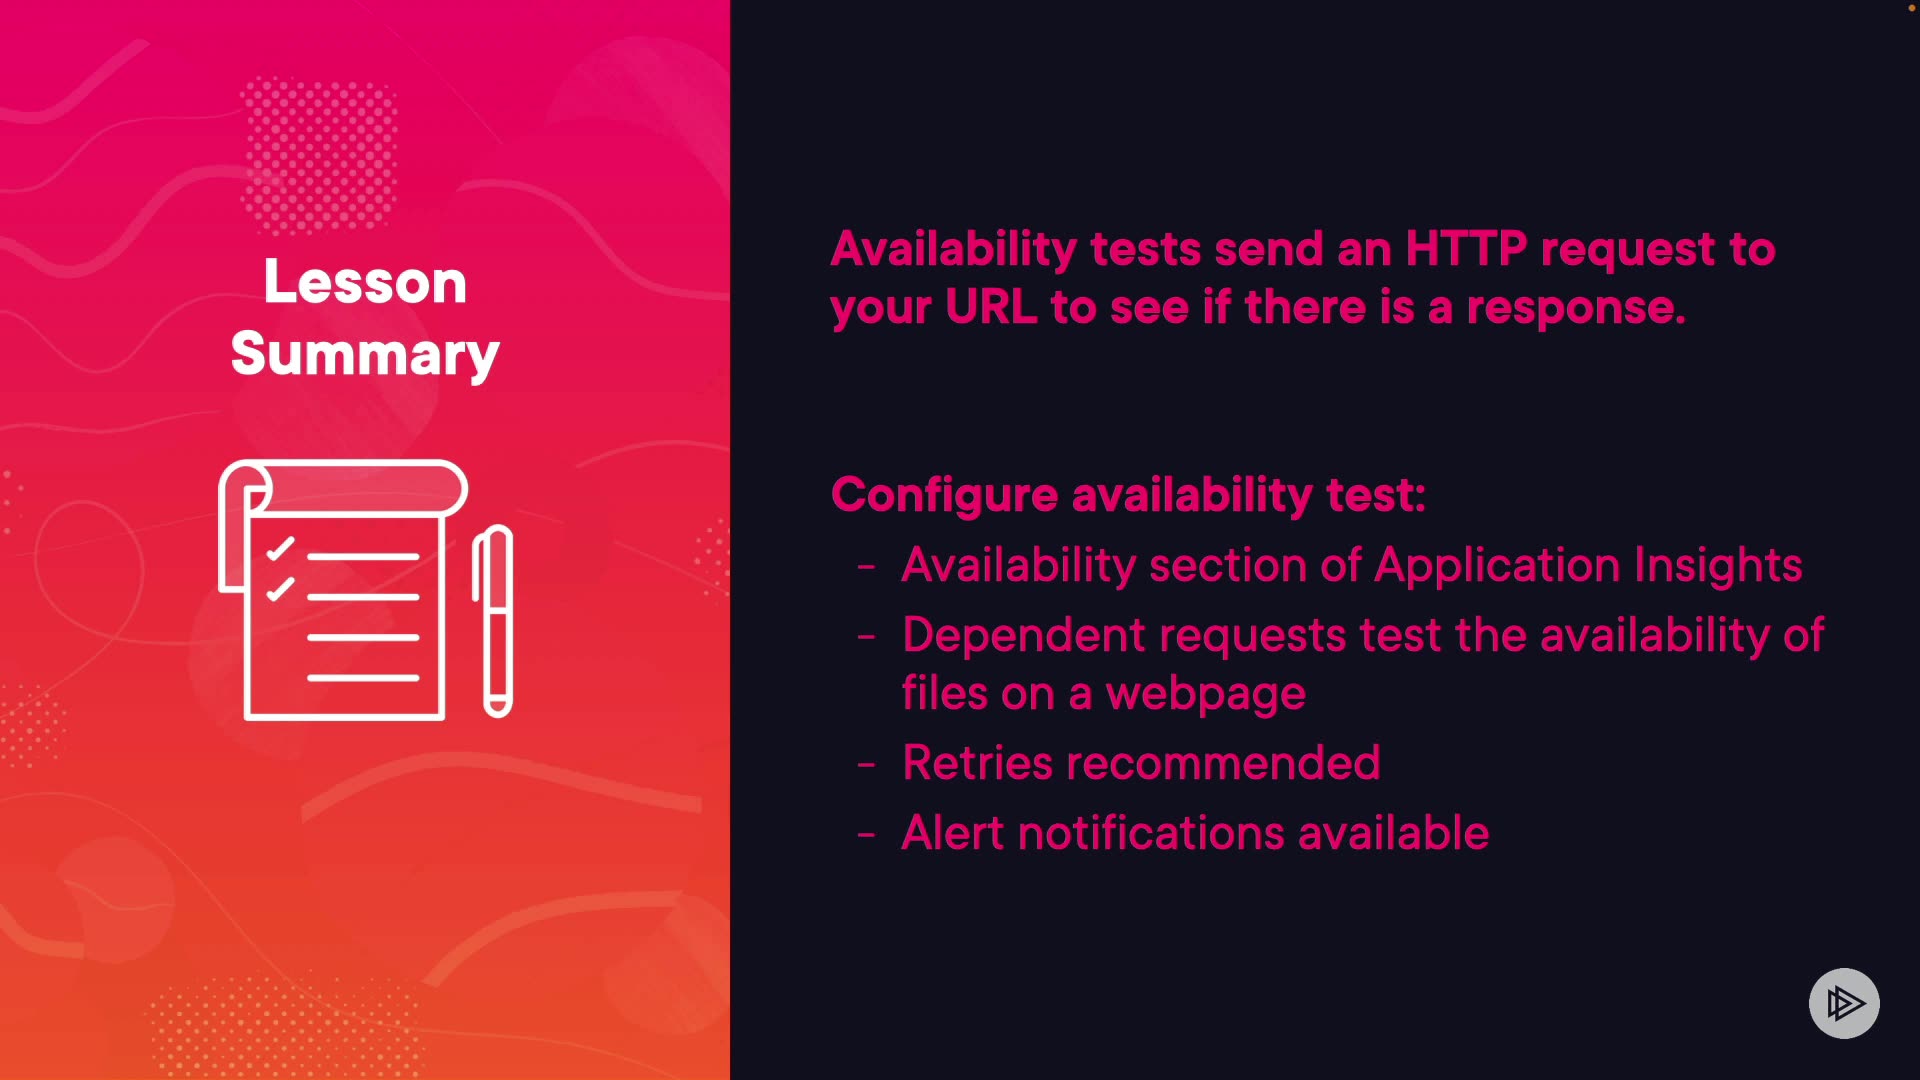 Lesson
Summary
Availability tests send an HTTP request to
your URL to see if there is a response.
Configure availability test:
- Availability section of Application Insights
- Dependent requests test the availability of
files on a webpage
- Retries recommended
- Alert notifications available